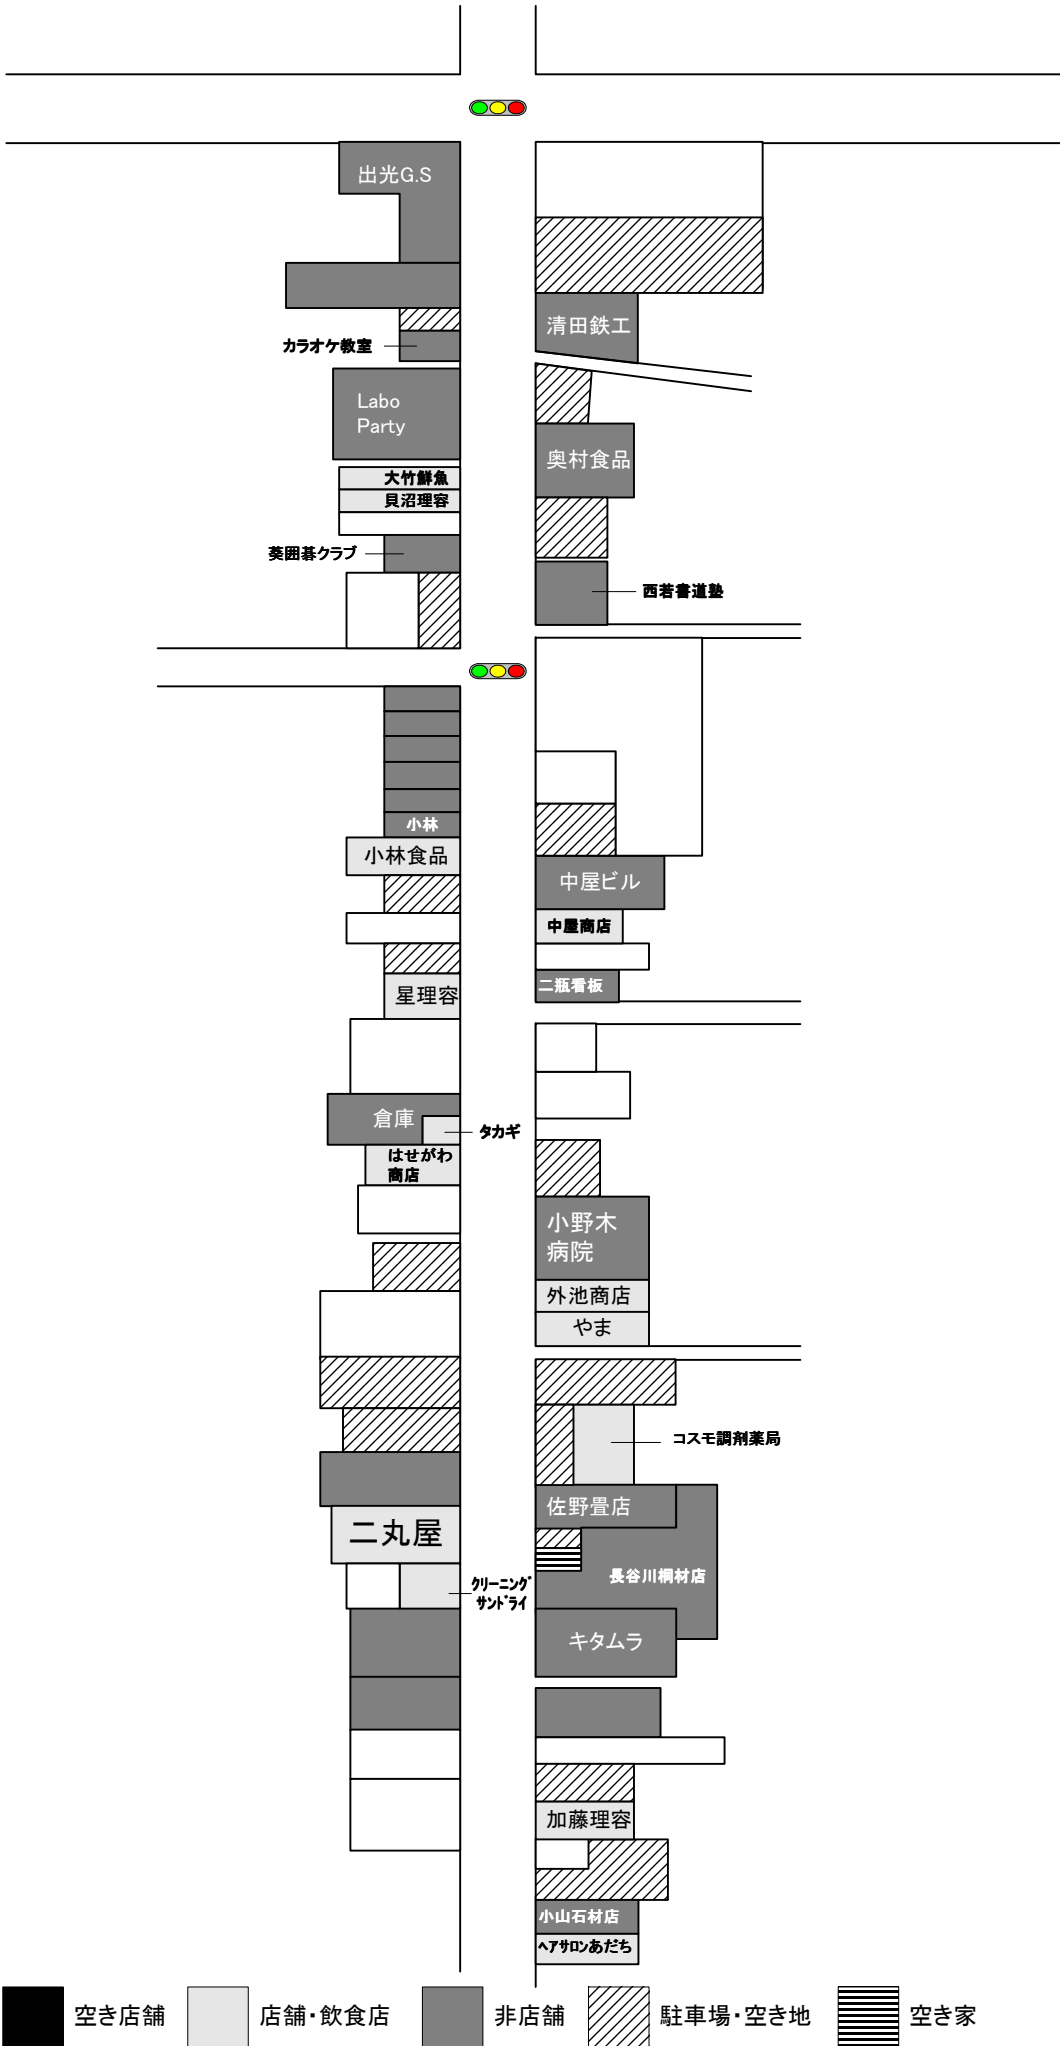 出光G.S
清田鉄工
カラオケ教室
Labo
Party
奥村食品
大竹鮮魚
貝沼理容
葵囲碁クラブ
西若書道塾
小林
小林食品
中屋ビル
中屋商店
二瓶看板
星理容
倉庫
タカギ
はせがわ
商店
小野木
病院
外池商店
やま
コスモ調剤薬局
佐野畳店
二丸屋
長谷川桐材店
クリーニング
サンドライ
キタムラ
加藤理容
小山石材店
ヘアサロンあだち
空き店舗
店舗・飲食店
非店舗
駐車場・空き地
空き家